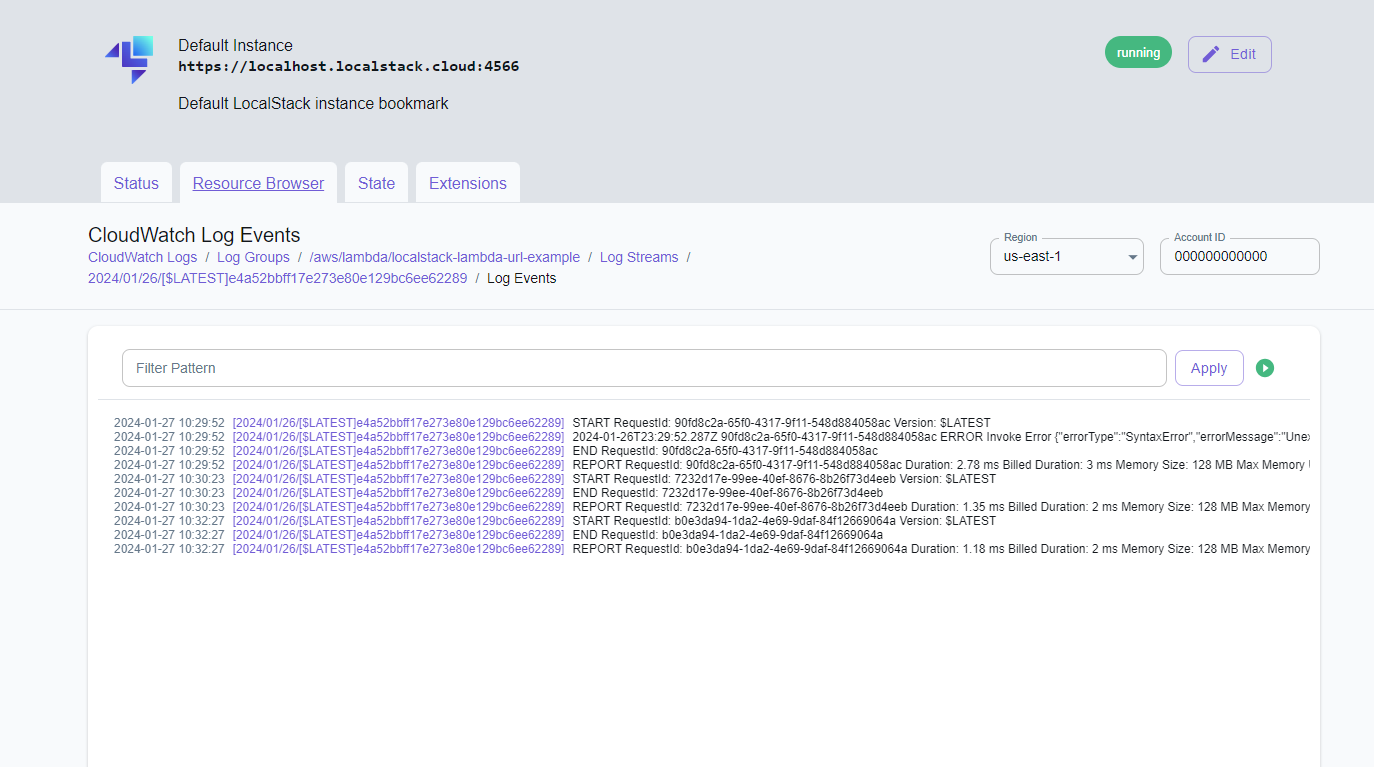 Default Instance
https://localhost.localstack.cloud:4566
running
Edit
Default LocalStack instance bookmark
Status
Resource Browser
State
Extensions
CloudWatch Log Events
CloudWatch Logs / Log Groups / /aws/lambda/localstack-lambda-url-example / Log Streams /
2024/01/26/[$LATEST]e4a52bbff17e273e80e129bc6ee62289 / Log Events
Region
us-east-1
Account ID
000000000000
Filter Pattern
Apply
2024-01-27 10:29:52 [2024/01/26/[$LATEST]e4a52bbff17e273e80e129bc6ee62289] START RequestId: 90fd8c2a-65f0-4317-9f11-548d884058ac Version: $LATEST
2024-01-27 10:29:52 [2024/01/26/[$LATEST]e4a52bbff17e273e80e129bc6ee62289] 2024-01-26T23:29:52.287Z 90fd8c2a-65f0-4317-9f11-548d884058ac ERROR Invoke Error {"errorType":"SyntaxError","errorMessage":"Unex
2024-01-27 10:29:52 [2024/01/26/[$LATEST]e4a52bbff17e273e80e129bc6ee62289] END RequestId: 90fd8c2a-65f0-4317-9f11-548d884058ac
2024-01-27 10:29:52 [2024/01/26/[$LATEST]e4a52bbff17e273e80e129bc6ee62289] REPORT RequestId: 90fd8c2a-65f0-4317-9f11-548d884058ac Duration: 2.78 ms Billed Duration: 3 ms Memory Size: 128 MB Max Memory
2024-01-27 10:30:23 [2024/01/26/[$LATEST]e4a52bbff17e273e80e129bc6ee62289] START RequestId: 7232d17e-99ee-40ef-8676-8b26f73d4eeb Version: $LATEST
2024-01-27 10:30:23 [2024/01/26/[$LATEST]e4a52bbff17e273e80e129bc6ee62289] END RequestId: 7232d17e-99ee-40ef-8676-8b26f73d4eeb
2024-01-27 10:30:23 [2024/01/26/[$LATEST]e4a52bbff17e273e80e129bc6ee62289] REPORT RequestId: 7232d17e-99ee-40ef-8676-8b26f73d4eeb Duration: 1.35 ms Billed Duration: 2 ms Memory Size: 128 MB Max Memory
2024-01-27 10:32:27 [2024/01/26/[$LATEST]e4a52bbff17e273e80e129bc6ee62289] START RequestId: b0e3da94-1da2-4e69-9daf-84f12669064a Version: $LATEST
2024-01-27 10:32:27 [2024/01/26/[$LATEST]e4a52bbff17e273e80e129bc6ee62289] END RequestId: b0e3da94-1da2-4e69-9daf-84f12669064a
2024-01-27 10:32:27 [2024/01/26/[$LATEST]e4a52bbff17e273e80e129bc6ee62289] REPORT RequestId: b0e3da94-1da2-4e69-9daf-84f12669064a Duration: 1.18 ms Billed Duration: 2 ms Memory Size: 128 MB Max Memory